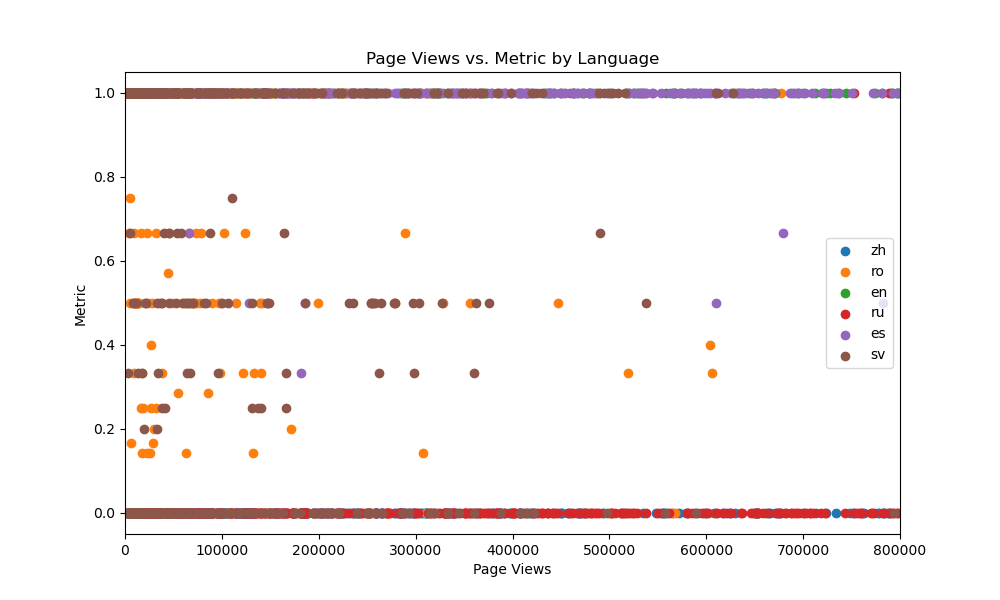 Page Views vs. Metric by Language
Metric
1.0
0.8
0.6
0.4
0.2
0.0
zh
ro
en
ru
es
sv
0 100000 200000 300000 400000 500000 600000 700000 800000
Page Views